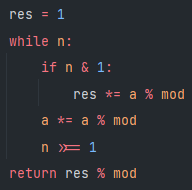 res = 1
while n:
    if n & 1:
        res *= a % mod
    a *= a % mod
    n >>= 1
return res % mod